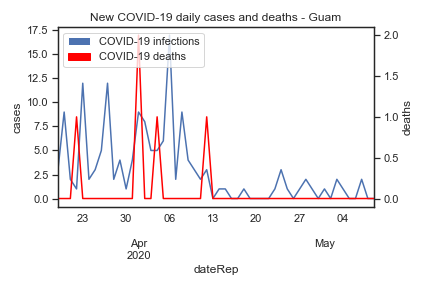 New COVID-19 daily cases and deaths - Guam
COVID-19 infections
COVID-19 deaths
17.5
15.0
12.5
10.0
7.5
5.0
2.5
0.0
cases
2.0
1.5
1.0
0.5
0.0
deaths
23 30 06 13 20 27 04
Apr May
2020
dateRep